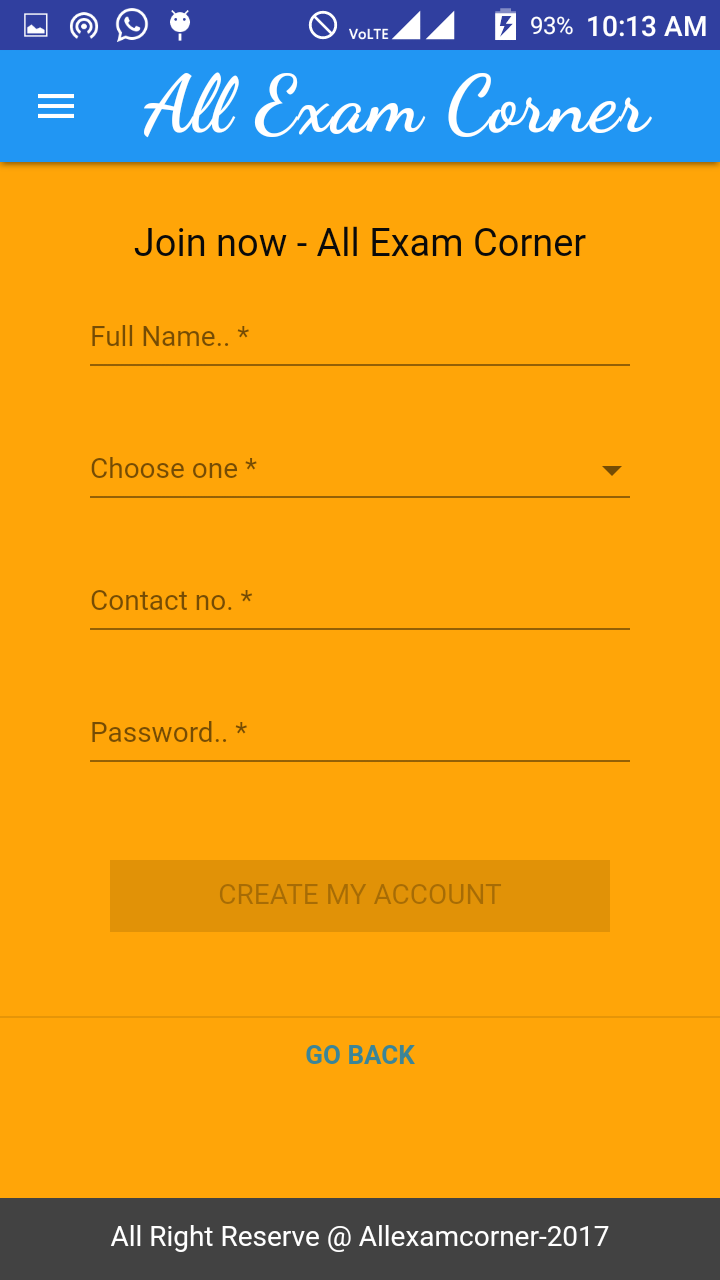 VoLTE 93% 10:13 AM
All Exam Corner
Join now - All Exam Corner
Full Name.. *
Choose one *
Contact no. *
Password.. *
CREATE MY ACCOUNT
GO BACK
All Right Reserve @ Allexamcorner-2017